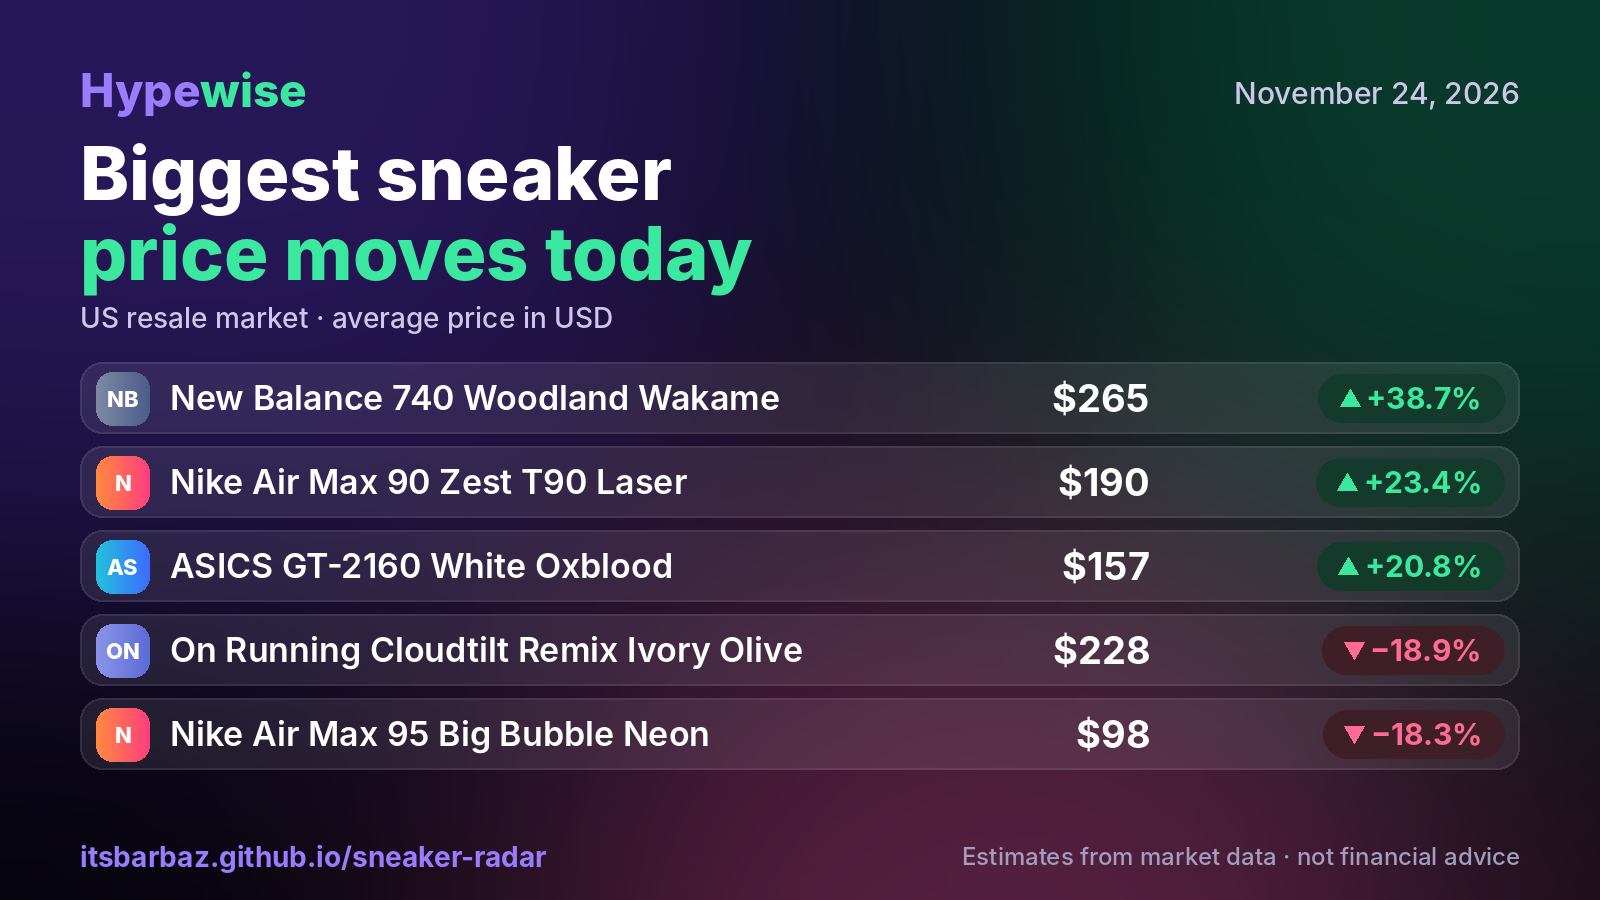 Hypewise
November 24, 2026
Biggest sneaker
price moves today
US resale market · average price in USD
NB New Balance 740 Woodland Wakame $265 ▲ +38.7%
N Nike Air Max 90 Zest T90 Laser $190 ▲ +23.4%
AS ASICS GT-2160 White Oxblood $157 ▲ +20.8%
ON On Running Cloudtilt Remix Ivory Olive $228 ▼ −18.9%
N Nike Air Max 95 Big Bubble Neon $98 ▼ −18.3%
itsbarbaz.github.io/sneaker-radar
Estimates from market data · not financial advice